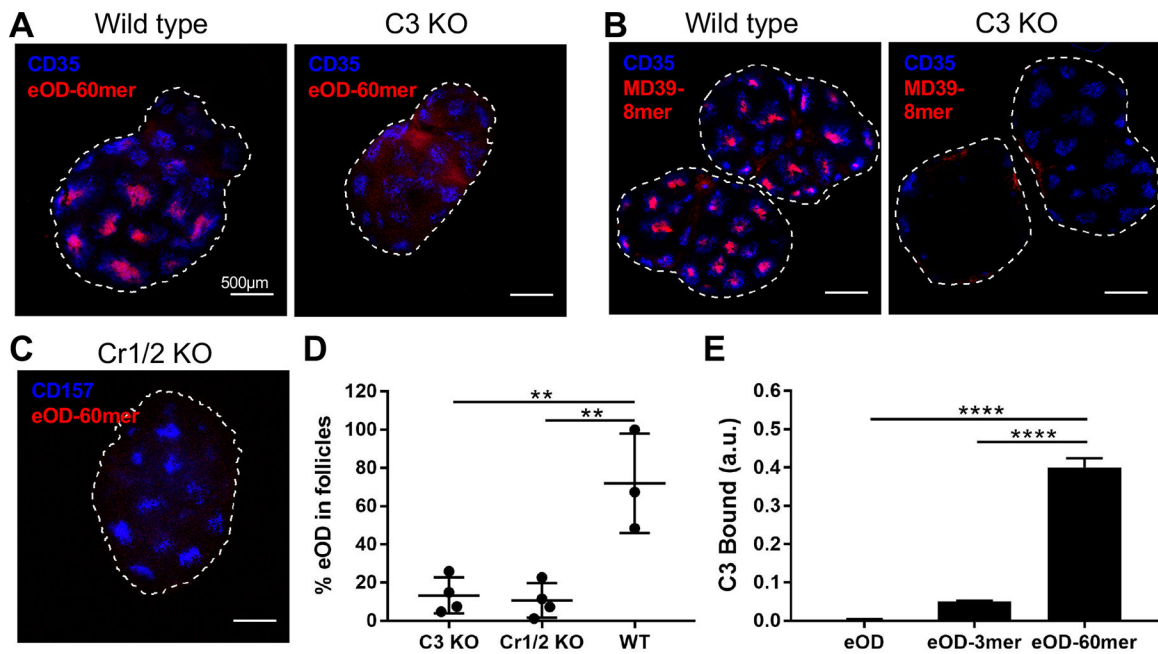 A
Wild type
C3 KO
CD35
eOD-60mer
CD35
eOD-60mer
500µm
B
Wild type
C3 KO
CD35
MD39-
8mer
CD35
MD39-
8mer
C
Cr1/2 KO
CD157
eOD-60mer
D
% eOD in follicles
120
100
80
60
40
20
0
**
**
C3 KO
Cr1/2 KO
WT
E
C3 Bound (a.u.)
0.6
0.5
0.4
0.3
0.2
0.1
0.0
****
****
eOD
eOD-3mer
eOD-60mer